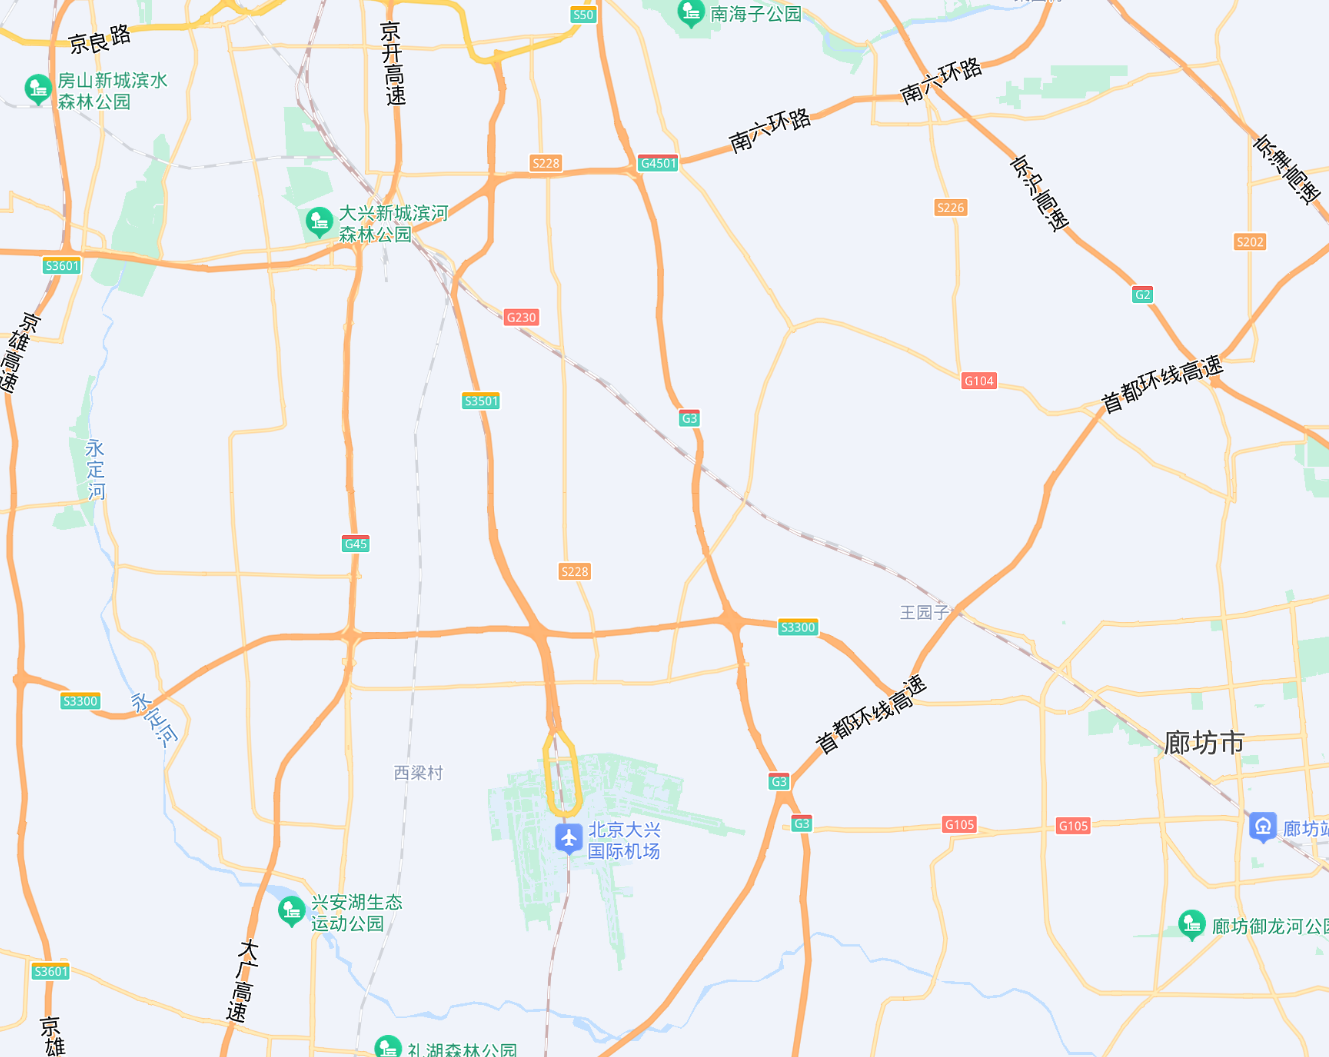 S50
南海子公园
京良路
京开高速
房山新城滨水
森林公园
南六环路
南六环路
S228
G4501
京沪高速
京津高速
S226
大兴新城滨河
森林公园
S202
S3601
G2
京雄高速
G230
首都环线高速
G104
S3501
G3
永定河
G45
S228
王园子
S3300
S3300
永定河
首都环线高速
廊坊市
西梁村
G3
G3
G105
G105
北京大兴
国际机场
廊坊站
兴安湖生态
运动公园
廊坊御龙河公园
大广高速
S3601
京雄
礼湖森林公园